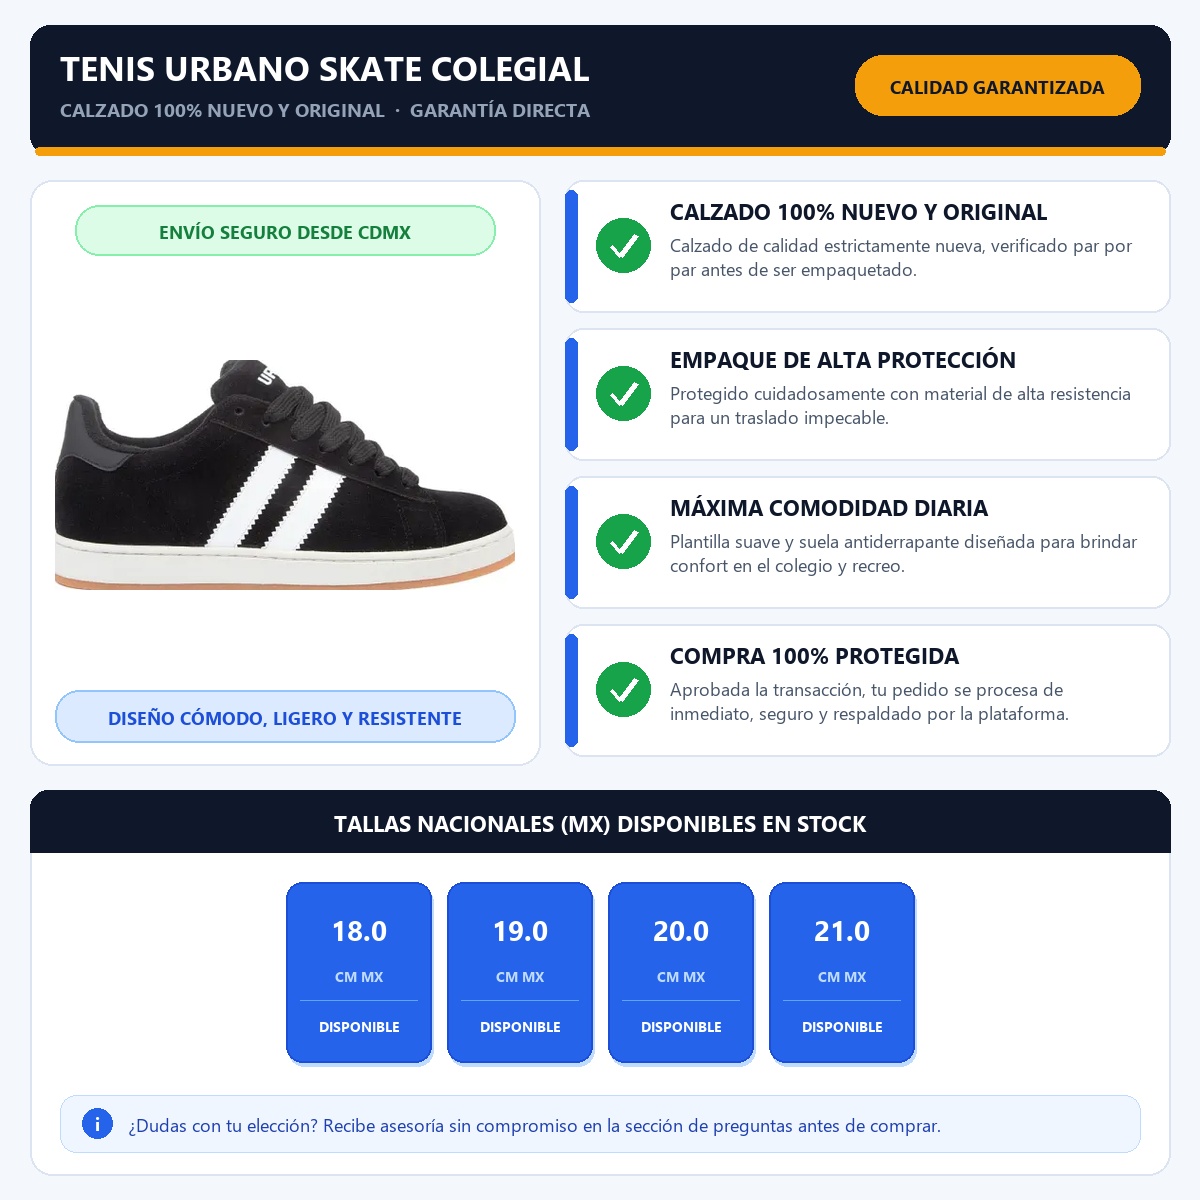 TENIS URBANO SKATE COLEGIAL
CALZADO 100% NUEVO Y ORIGINAL · GARANTÍA DIRECTA
CALIDAD GARANTIZADA
ENVÍO SEGURO DESDE CDMX
DISEÑO CÓMODO, LIGERO Y RESISTENTE
CALZADO 100% NUEVO Y ORIGINAL
Calzado de calidad estrictamente nueva, verificado par por
par antes de ser empaquetado.
EMPAQUE DE ALTA PROTECCIÓN
Protegido cuidadosamente con material de alta resistencia
para un traslado impecable.
MÁXIMA COMODIDAD DIARIA
Plantilla suave y suela antiderrapante diseñada para brindar
confort en el colegio y recreo.
COMPRA 100% PROTEGIDA
Aprobada la transacción, tu pedido se procesa de
inmediato, seguro y respaldado por la plataforma.
TALLAS NACIONALES (MX) DISPONIBLES EN STOCK
18.0
CM MX
DISPONIBLE
19.0
CM MX
DISPONIBLE
20.0
CM MX
DISPONIBLE
21.0
CM MX
DISPONIBLE
¿Dudas con tu elección? Recibe asesoría sin compromiso en la sección de preguntas antes de comprar.